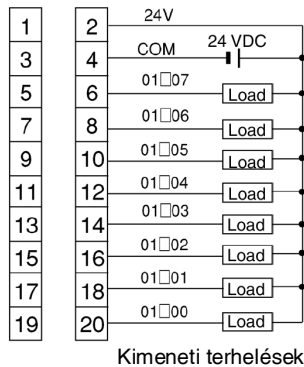 24V
1 2
COM 24 VDC
3 4
01□07
5 6 Load
01□06
7 8 Load
01□05
9 10 Load
01□04
11 12 Load
01□03
13 14 Load
01□02
15 16 Load
01□01
17 18 Load
01□00
19 20 Load
Kimeneti terhelések